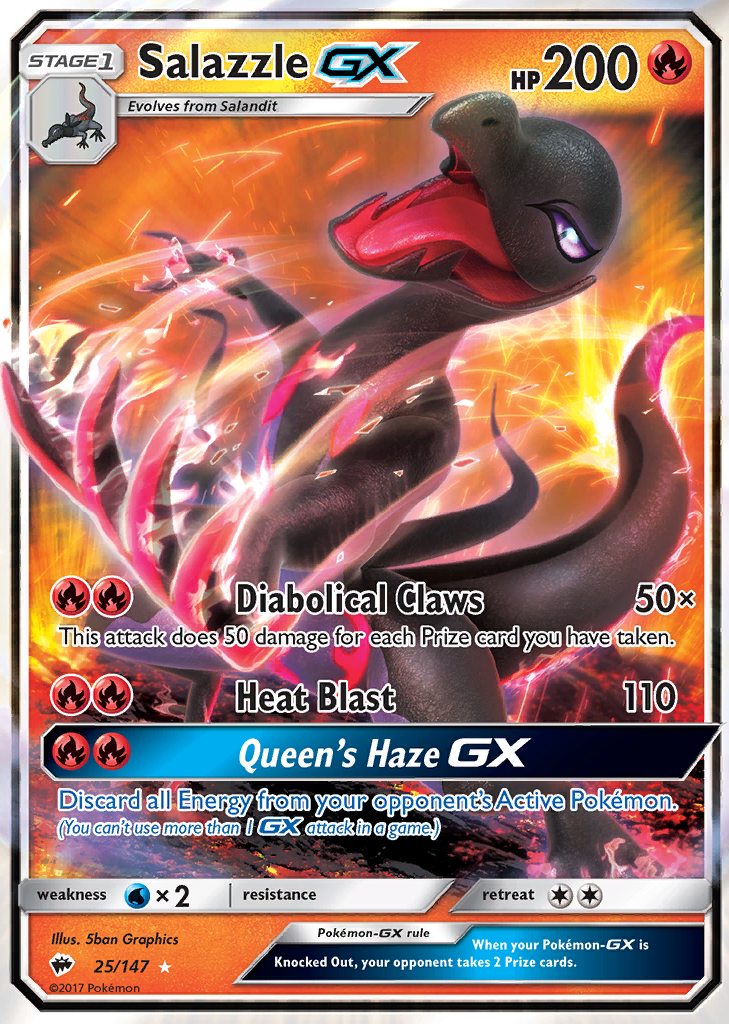 STAGE1
Salazzle GX
HP 200
Evolves from Salandit
Diabolical Claws 50×
This attack does 50 damage for each Prize card you have taken.
Heat Blast 110
Queen's Haze GX
Discard all Energy from your opponent's Active Pokémon.
(You can't use more than 1 GX attack in a game.)
weakness × 2 resistance retreat
Illus. 5ban Graphics
Pokémon-GX rule
When your Pokémon-GX is
Knocked Out, your opponent takes 2 Prize cards.
25/147
©2017 Pokémon